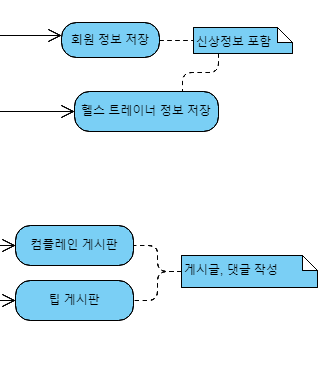 회원 정보 저장
신상정보 포함
헬스 트레이너 정보 저장
컴플레인 게시판
게시글, 댓글 작성
팁 게시판